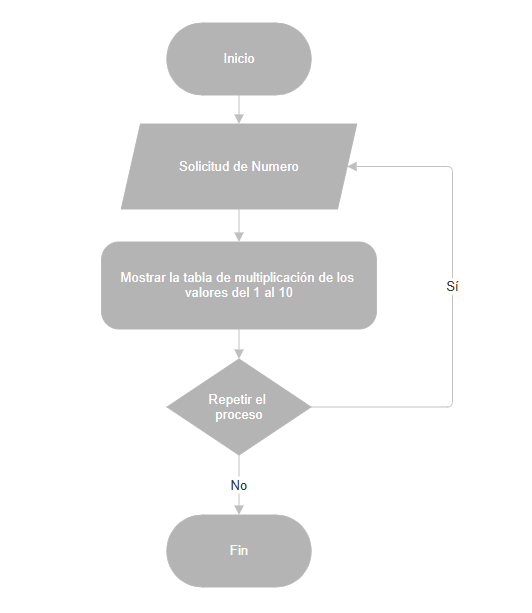 Inicio
Solicitud de Numero
Mostrar la tabla de multiplicación de los
valores del 1 al 10
Sí
Repetir el
proceso
No
Fin